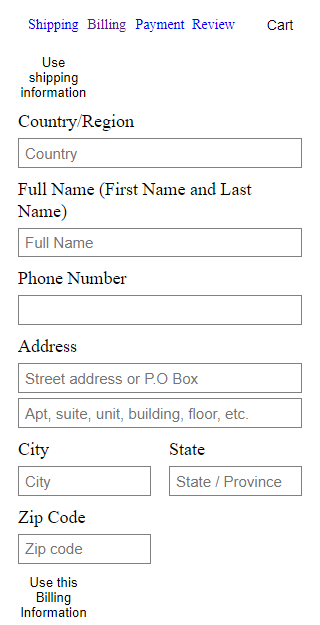 Shipping Billing Payment Review Cart
Use
shipping
information
Country/Region
Country
Full Name (First Name and Last
Name)
Full Name
Phone Number
Address
Street address or P.O Box
Apt, suite, unit, building, floor, etc.
City State
City State / Province
Zip Code
Zip code
Use this
Billing
Information